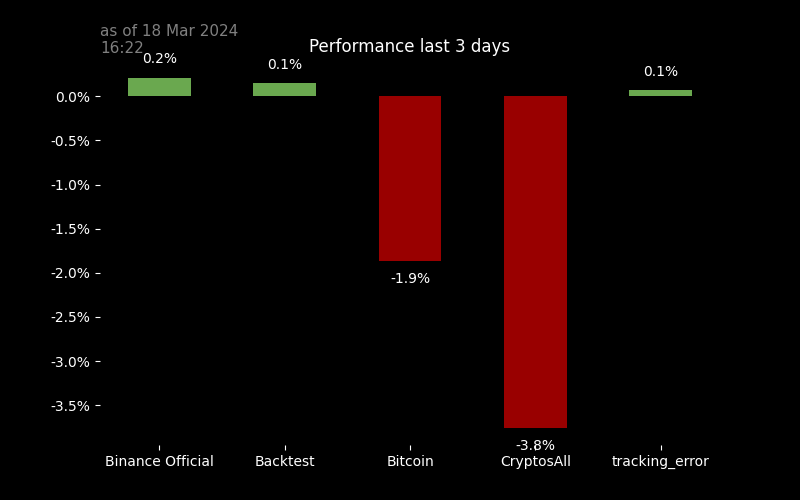 as of 18 Mar 2024
16:22
Performance last 3 days
0.2%
0.1%
0.1%
0.0%
-0.5%
-1.0%
-1.5%
-2.0%
-2.5%
-3.0%
-3.5%
-1.9%
-3.8%
Binance Official
Backtest
Bitcoin
CryptosAll
tracking_error